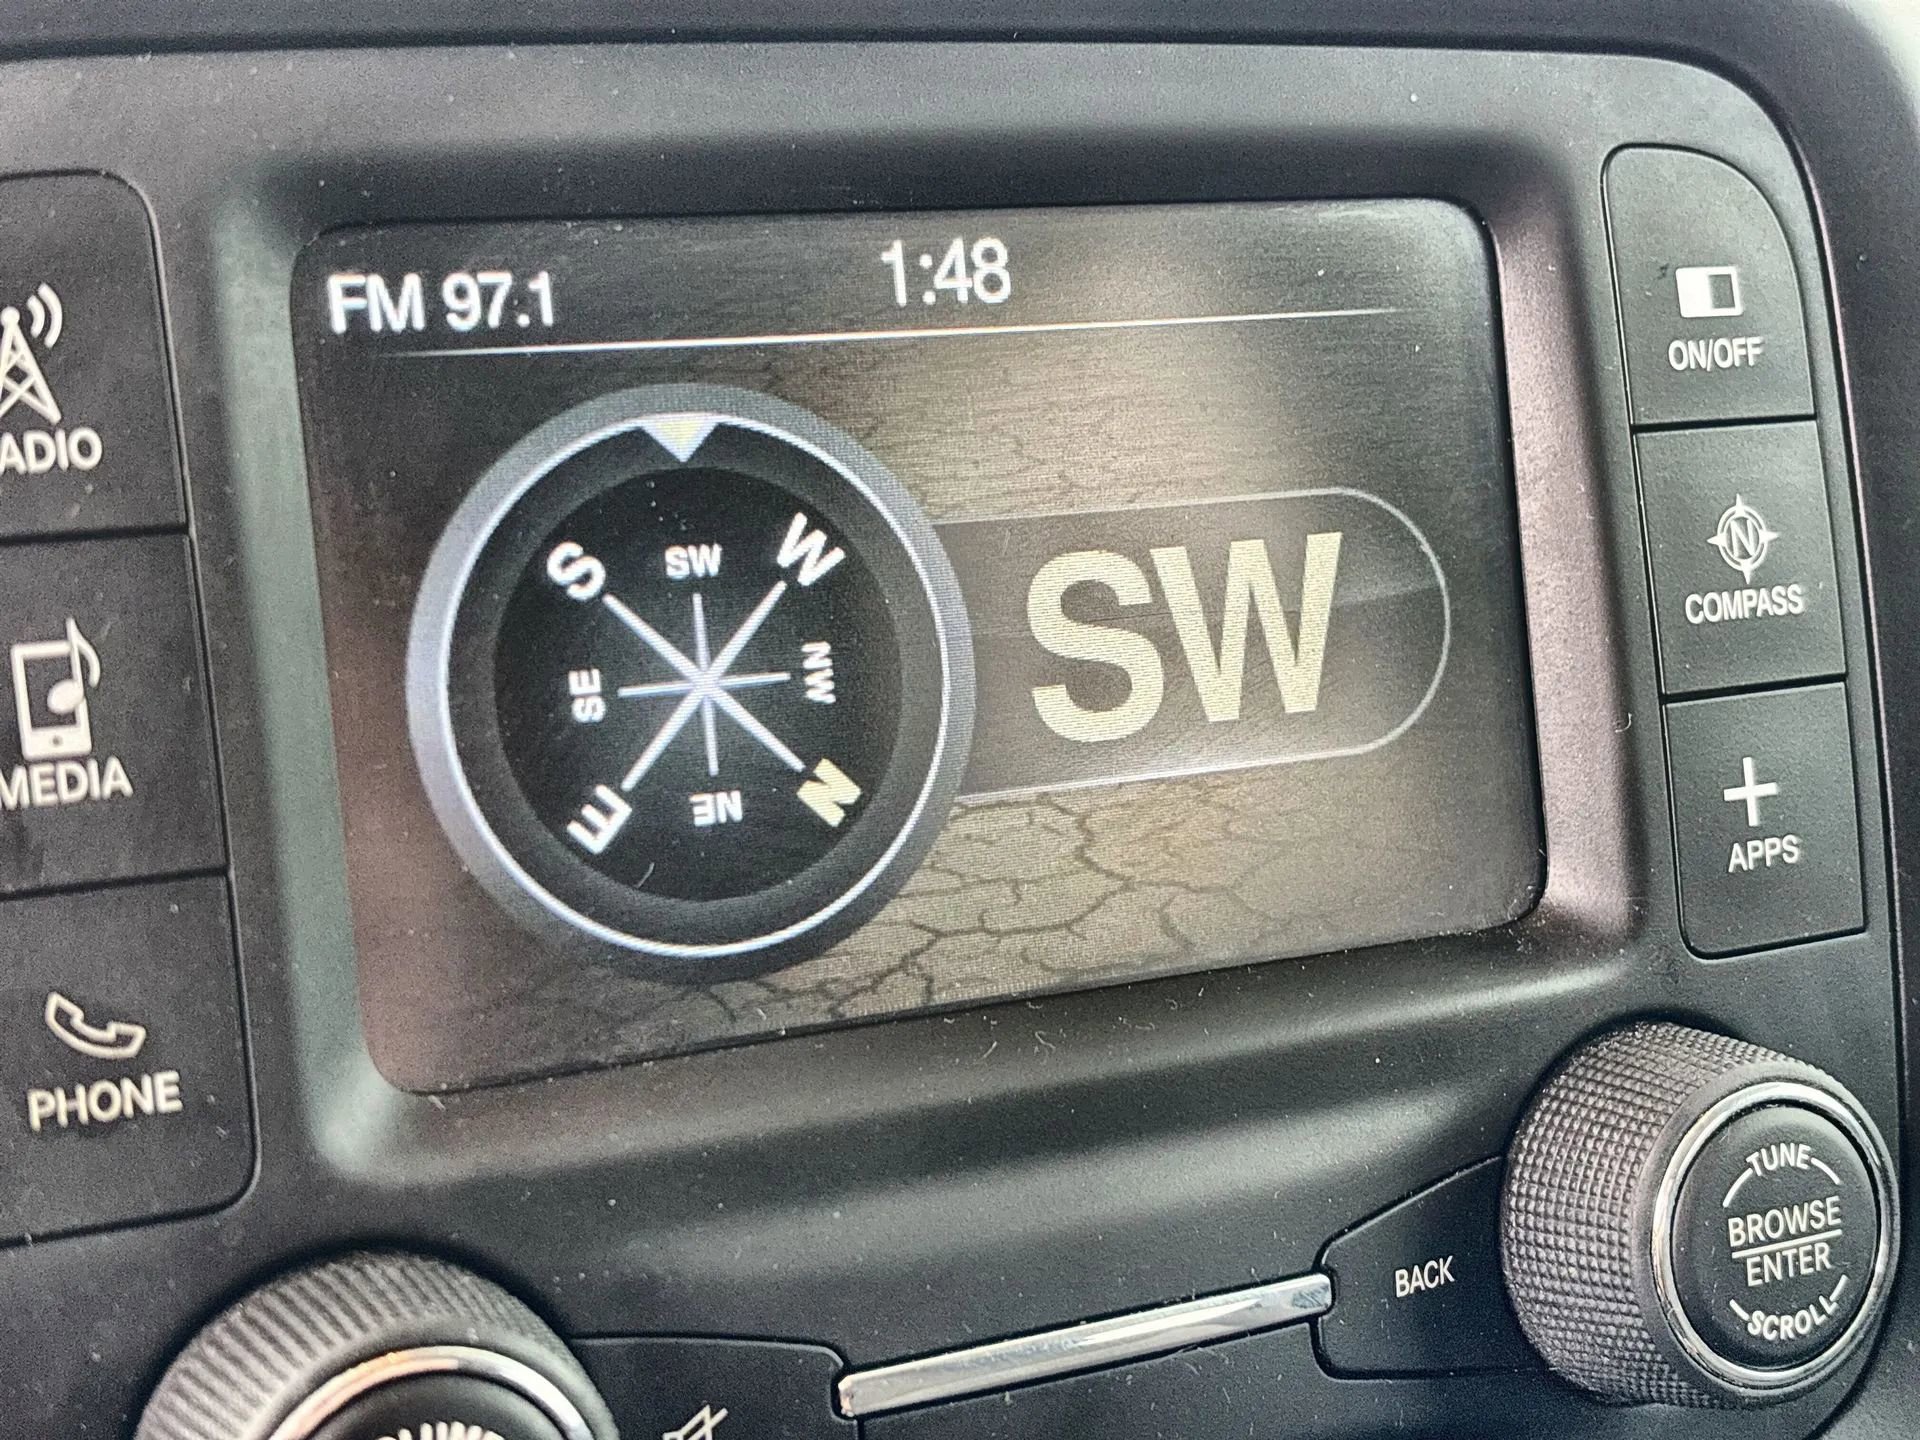 FM 97.1
1:48
ON/OFF
ADIO
SW
S
W
SW
SE
NW
N
COMPASS
E
NE
N
MEDIA
APPS
PHONE
TUNE
BROWSE
ENTER
SCROLL
BACK